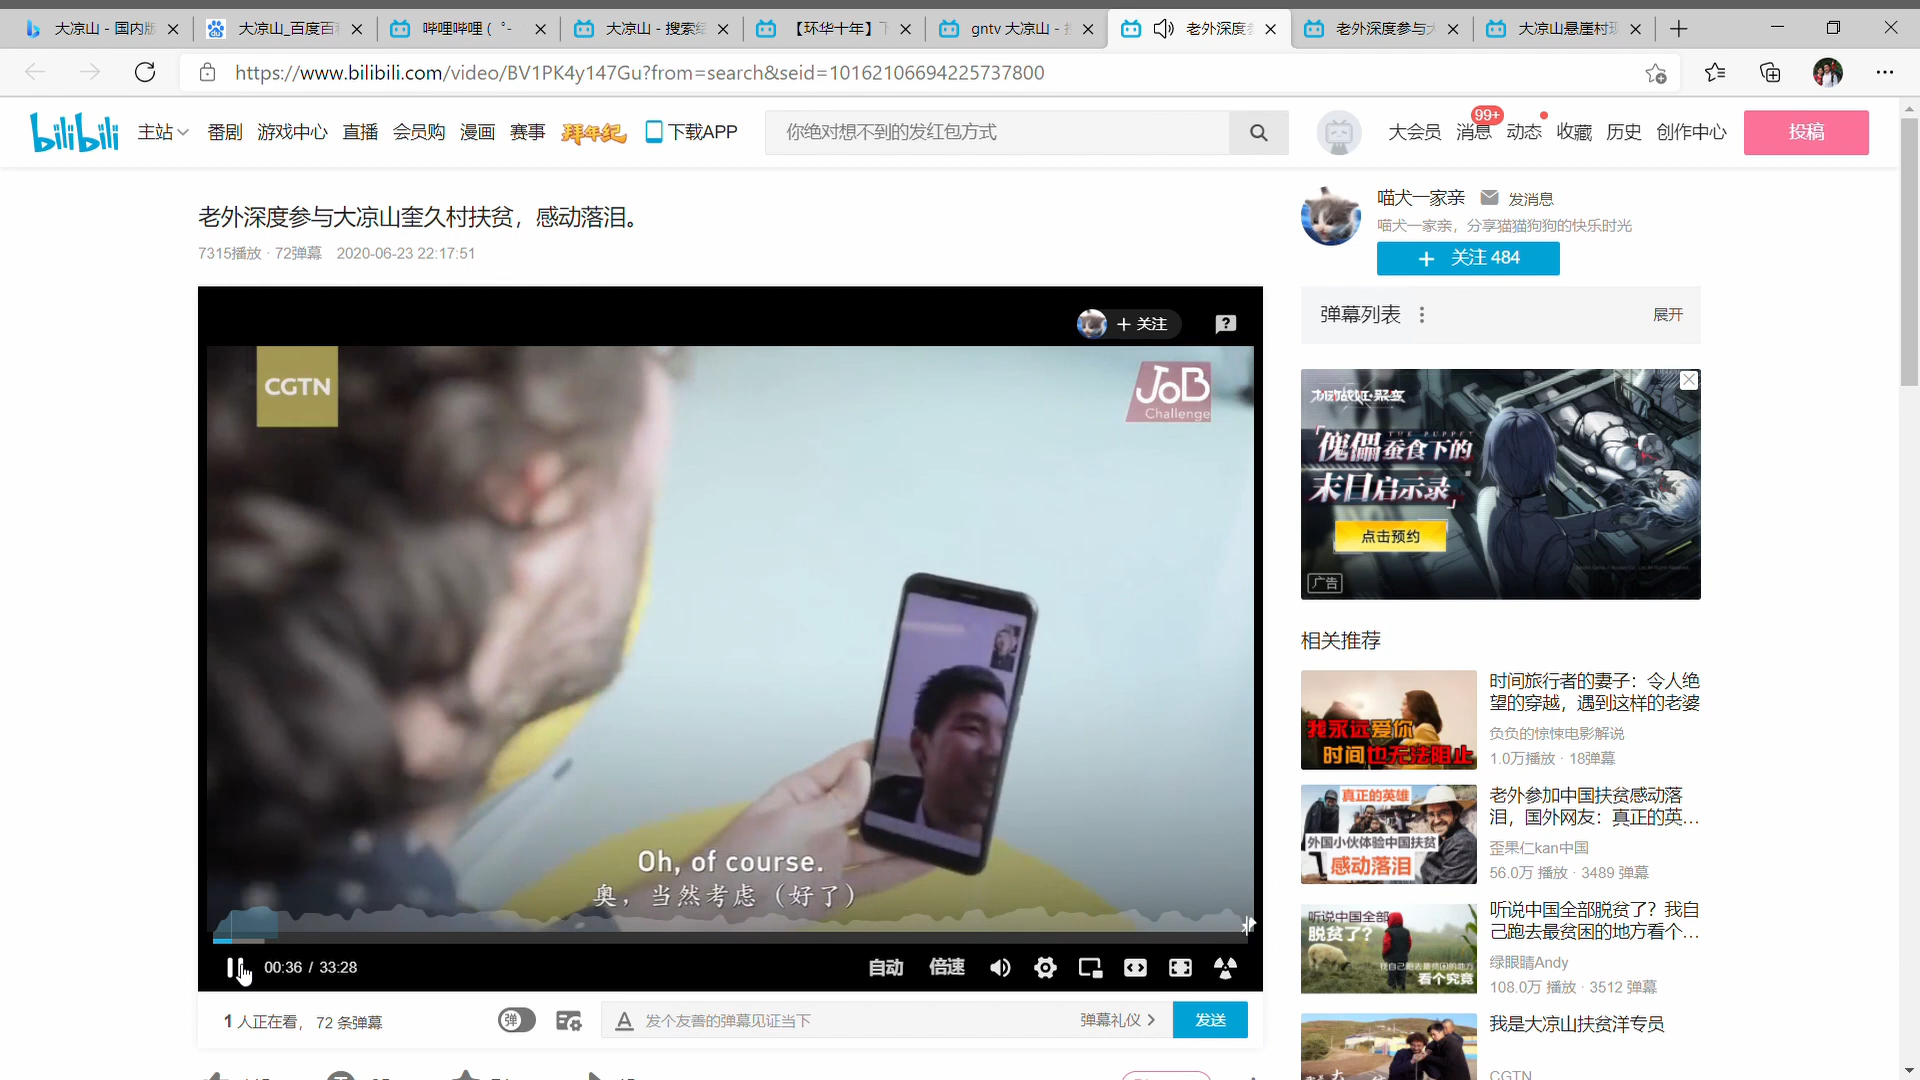 大凉山 - 国内版
大凉山_百度百
哔哩哔哩 ( ゜-
大凉山 - 搜索结
【环华十年】下
gntv 大凉山 - 搜
老外深度参
老外深度参与大
大凉山悬崖村现
https://www.bilibili.com/video/BV1PK4y147Gu?from=search&seid=10162106694225737800
bilibili
主站
番剧
游戏中心
直播
会员购
漫画
赛事
拜年纪
下载APP
你绝对想不到的发红包方式
大会员
消息
99+
动态
收藏
历史
创作中心
投稿
老外深度参与大凉山奎久村扶贫，感动落泪。
7315播放 · 72弹幕 2020-06-23 22:17:51
喵犬一家亲 发消息
喵犬一家亲，分享猫猫狗狗的快乐时光
+ 关注 484
弹幕列表
展开
+ 关注
CGTN
JOB
Challenge
Oh, of course.
奥，当然考虑（好了）
00:36 / 33:28
自动
倍速
1 人正在看， 72 条弹幕
弹
A
发个友善的弹幕见证当下
弹幕礼仪
发送
THE PUPPET
「傀儡蚕食下的
末日启示录」
点击预约
广告
相关推荐
我永远爱你
时间也无法阻止
时间旅行者的妻子：令人绝
望的穿越，遇到这样的老婆
负负的惊悚电影解说
1.0万播放 · 18弹幕
真正的英雄
外国小伙体验中国扶贫
感动落泪
老外参加中国扶贫感动落
泪，国外网友：真正的英…
歪果仁kan中国
56.0万 播放 · 3489 弹幕
听说中国全部
脱贫了?
我自己跑去最贫困的地方
看个究竟
听说中国全部脱贫了？我自
己跑去最贫困的地方看个…
绿眼睛Andy
108.0万 播放 · 3512 弹幕
我是大凉山扶贫洋专员
CGTN